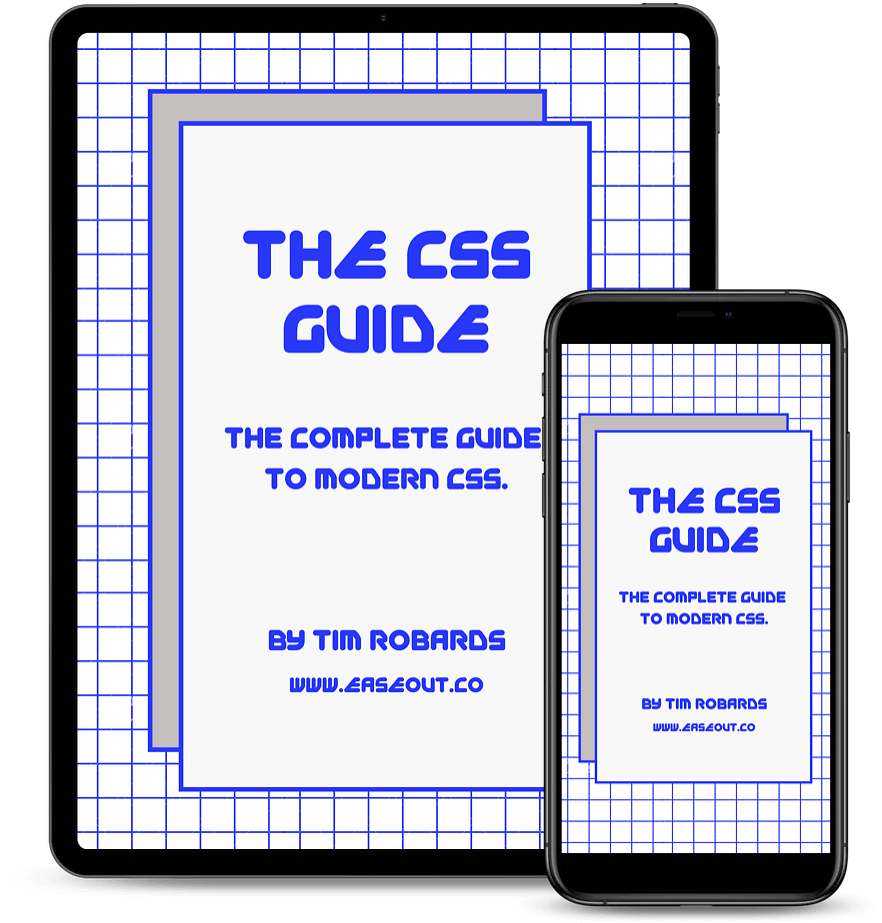 THE CSS
GUIDE
THE COMPLETE GUIDE
TO MODERN CSS.
BY TIM ROBARDS
WWW.EASEOUT.CO
THE CSS
GUIDE
THE COMPLETE GUIDE
TO MODERN CSS.
BY TIM ROBARDS
WWW.EASEOUT.CO